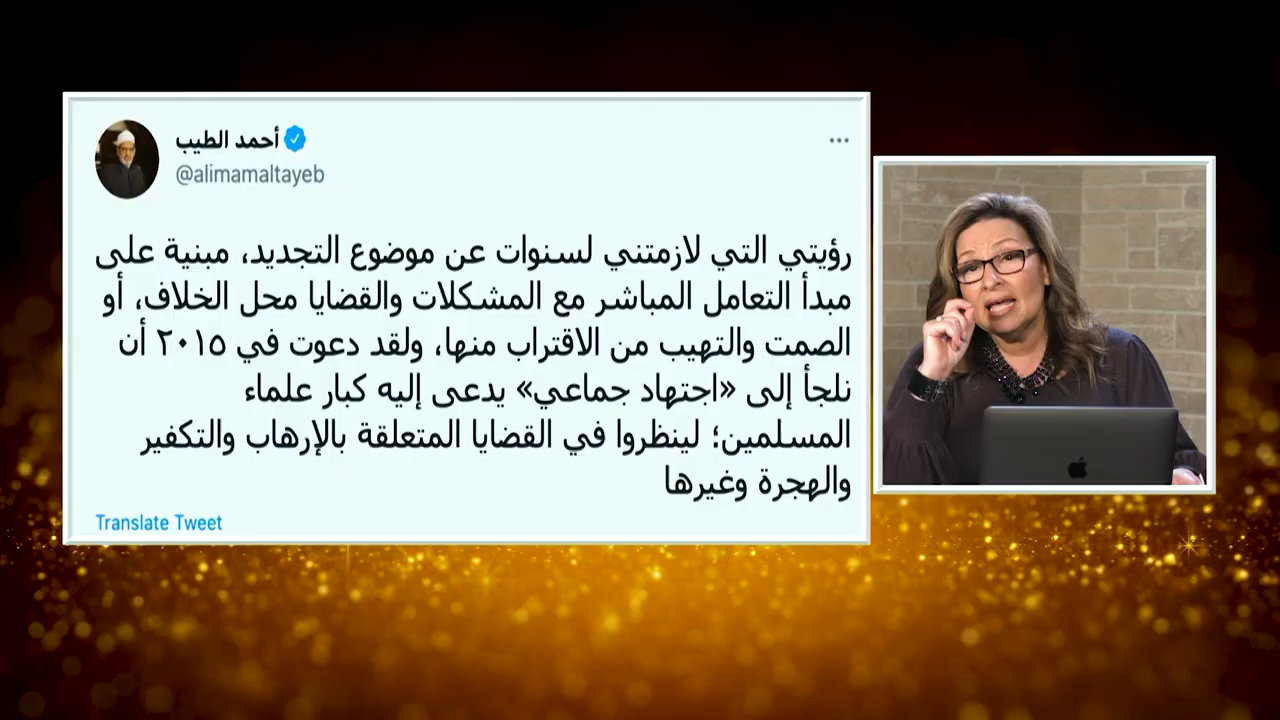 أحمد الطيب
@alimamaltayeb
رؤيتي التي لازمتني لسنوات عن موضوع التجديد، مبنية على
مبدأ التعامل المباشر مع المشكلات والقضايا محل الخلاف، أو
الصمت والتهيب من الاقتراب منها، ولقد دعوت في ٢٠١٥ أن
نلجأ إلى «اجتهاد جماعي» يدعى إليه كبار علماء
المسلمين؛ لينظروا في القضايا المتعلقة بالإرهاب والتكفير
والهجرة وغيرها
Translate Tweet